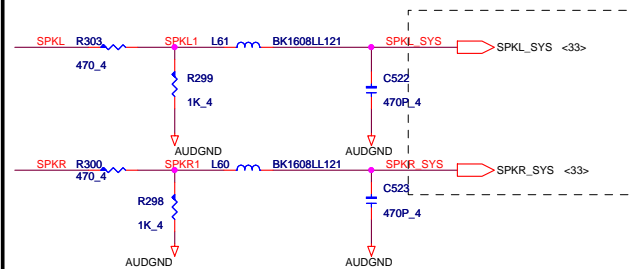 SPKL R303 SPKL1 L61 BK1608LL121 SPKL_SYS
SPKL_SYS <33>
470_4
R299
1K_4
C522
470P_4
AUDGND AUDGND
SPKR R300 SPKR1 L60 BK1608LL121 SPKR_SYS
SPKR_SYS <33>
470_4
R298
1K_4
C523
470P_4
AUDGND AUDGND